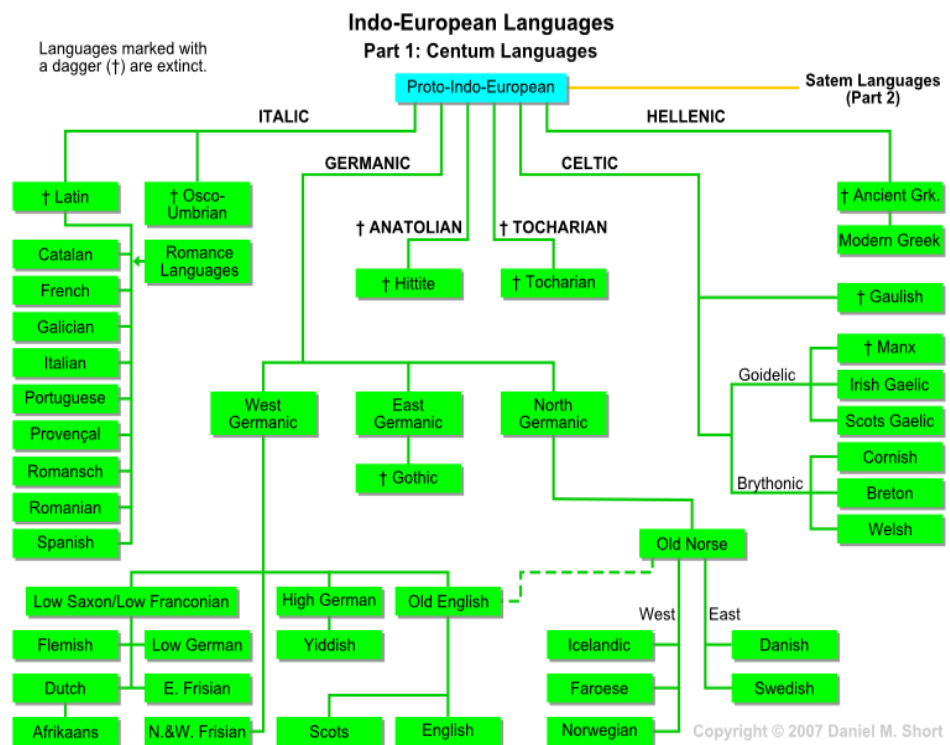 Indo-European Languages
Part 1: Centum Languages
Languages marked with
a dagger (†) are extinct.
Proto-Indo-European
Satem Languages
(Part 2)
ITALIC
HELLENIC
GERMANIC
CELTIC
† Latin
† Osco-
Umbrian
† Ancient Grk.
† ANATOLIAN
† TOCHARIAN
Modern Greek
Catalan
Romance
Languages
† Hittite
† Tocharian
French
† Gaulish
Galician
† Manx
Italian
Goidelic
Irish Gaelic
Portuguese
West
Germanic
East
Germanic
North
Germanic
Scots Gaelic
Provençal
Cornish
Romansch
† Gothic
Brythonic
Breton
Romanian
Welsh
Spanish
Old Norse
Low Saxon/Low Franconian
High German
Old English
West
East
Flemish
Low German
Yiddish
Icelandic
Danish
Dutch
E. Frisian
Faroese
Swedish
Afrikaans
N.&W. Frisian
Scots
English
Norwegian
Copyright © 2007 Daniel M. Short